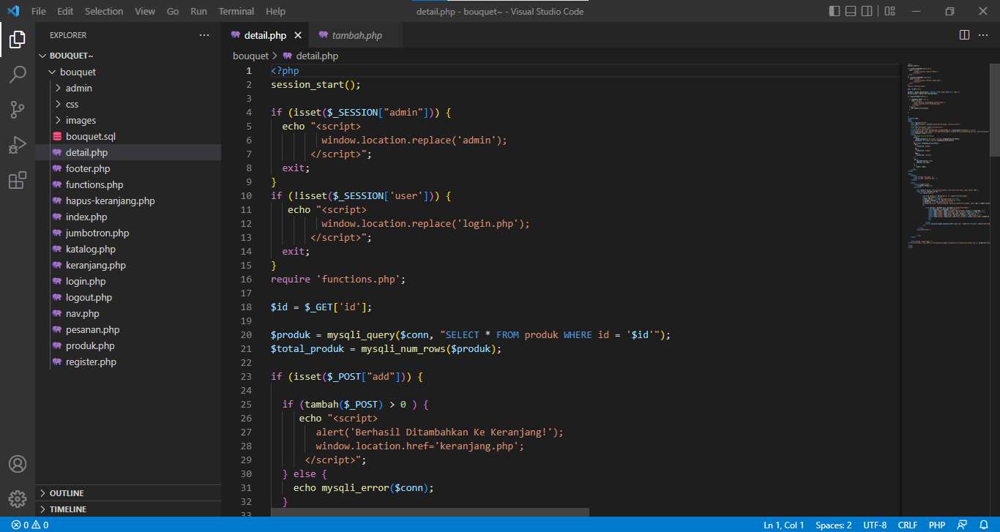 File Edit Selection View Go Run Terminal Help
detail.php - bouquet~ - Visual Studio Code
EXPLORER
BOUQUET~
bouquet
admin
css
images
bouquet.sql
detail.php
footer.php
functions.php
hapus-keranjang.php
index.php
jumbotron.php
katalog.php
keranjang.php
login.php
logout.php
nav.php
pesanan.php
produk.php
register.php
OUTLINE
TIMELINE
detail.php tambah.php
bouquet > detail.php
1 <?php
2 session_start();
3
4 if (isset($_SESSION["admin"])) {
5 echo "<script>
6 window.location.replace('admin');
7 </script>";
8 exit;
9 }
10 if (!isset($_SESSION['user'])) {
11 echo "<script>
12 window.location.replace('login.php');
13 </script>";
14 exit;
15 }
16 require 'functions.php';
17
18 $id = $_GET['id'];
19
20 $produk = mysqli_query($conn, "SELECT * FROM produk WHERE id = '$id'");
21 $total_produk = mysqli_num_rows($produk);
22
23 if (isset($_POST["add"])) {
24
25 if (tambah($_POST) > 0 ) {
26 echo "<script>
27 alert('Berhasil Ditambahkan Ke Keranjang!');
28 window.location.href='keranjang.php';
29 </script>";
30 } else {
31 echo mysqli_error($conn);
32 }
33
0 0 Ln 1, Col 1 Spaces: 2 UTF-8 CRLF PHP